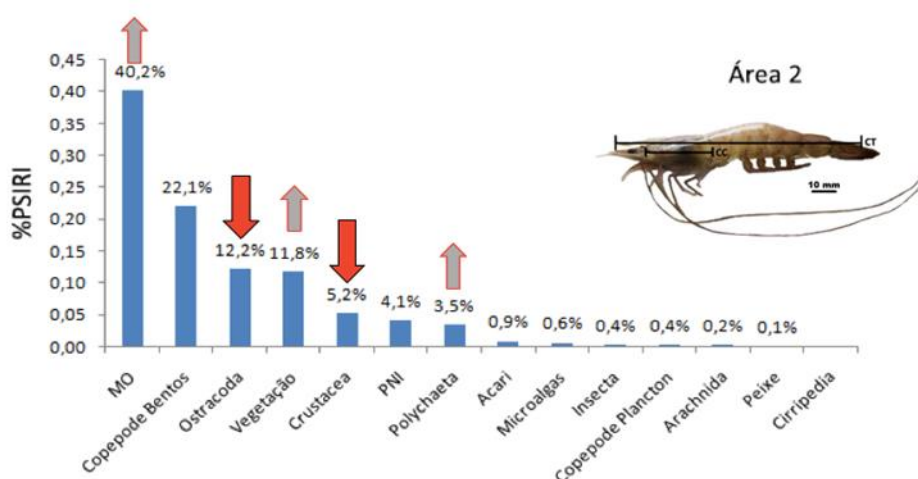 Área 2
CT
CC
10 mm
%PSIRI
0,45
0,40
0,35
0,30
0,25
0,20
0,15
0,10
0,05
0,00
40,2%
22,1%
12,2%
11,8%
5,2%
4,1%
3,5%
0,9%
0,6%
0,4%
0,4%
0,2%
0,1%
MO
Copepode Bentos
Ostracoda
Vegetação
Crustacea
PNI
Polychaeta
Acari
Microalgas
Insecta
Copepode Plancton
Arachnida
Peixe
Cirripedia